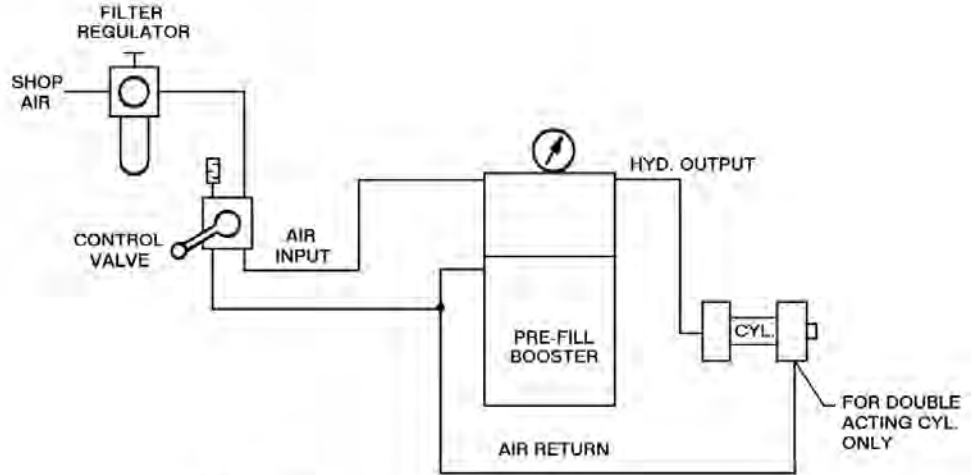 FILTER
REGULATOR
SHOP
AIR
HYD. OUTPUT
CONTROL
VALVE
AIR
INPUT
PRE-FILL
BOOSTER
CYL.
FOR DOUBLE
ACTING CYL.
ONLY
AIR RETURN